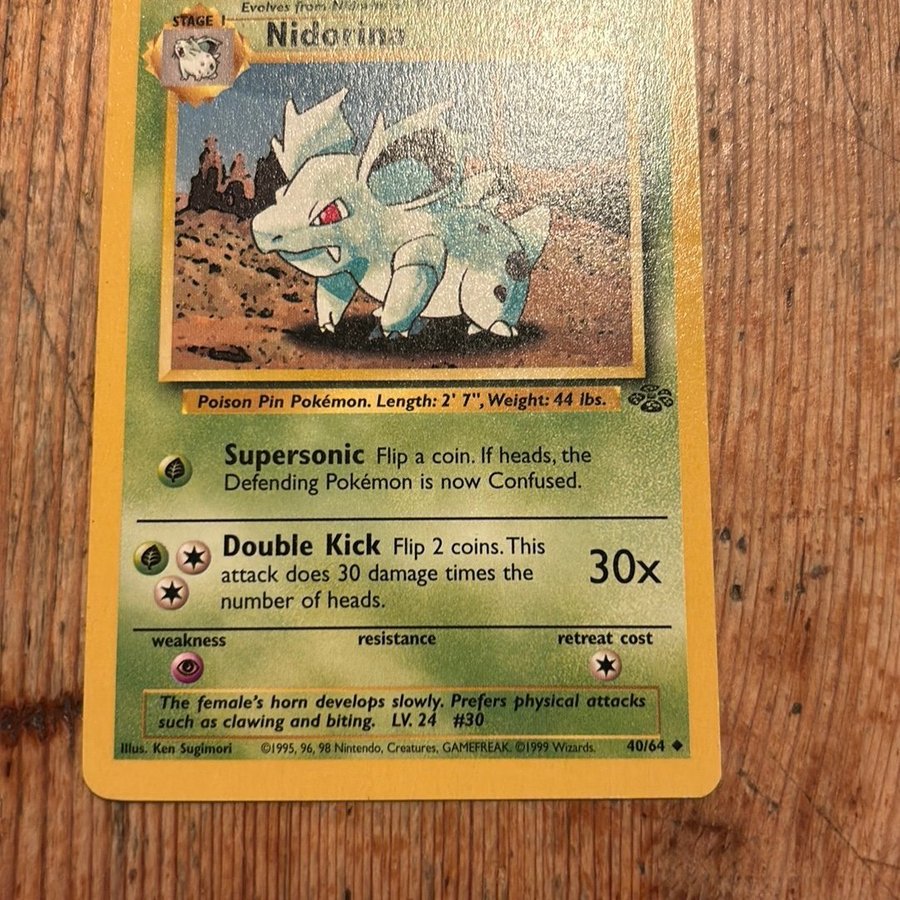 Evolves from
STAGE 1
Nidorina
Poison Pin Pokémon. Length: 2' 7", Weight: 44 lbs.
Supersonic Flip a coin. If heads, the
Defending Pokémon is now Confused.
Double Kick Flip 2 coins. This
attack does 30 damage times the
number of heads.
30x
weakness resistance retreat cost
The female's horn develops slowly. Prefers physical attacks
such as clawing and biting. LV. 24 #30
Illus. Ken Sugimori ©1995, 96, 98 Nintendo, Creatures, GAMEFREAK. ©1999 Wizards. 40/64